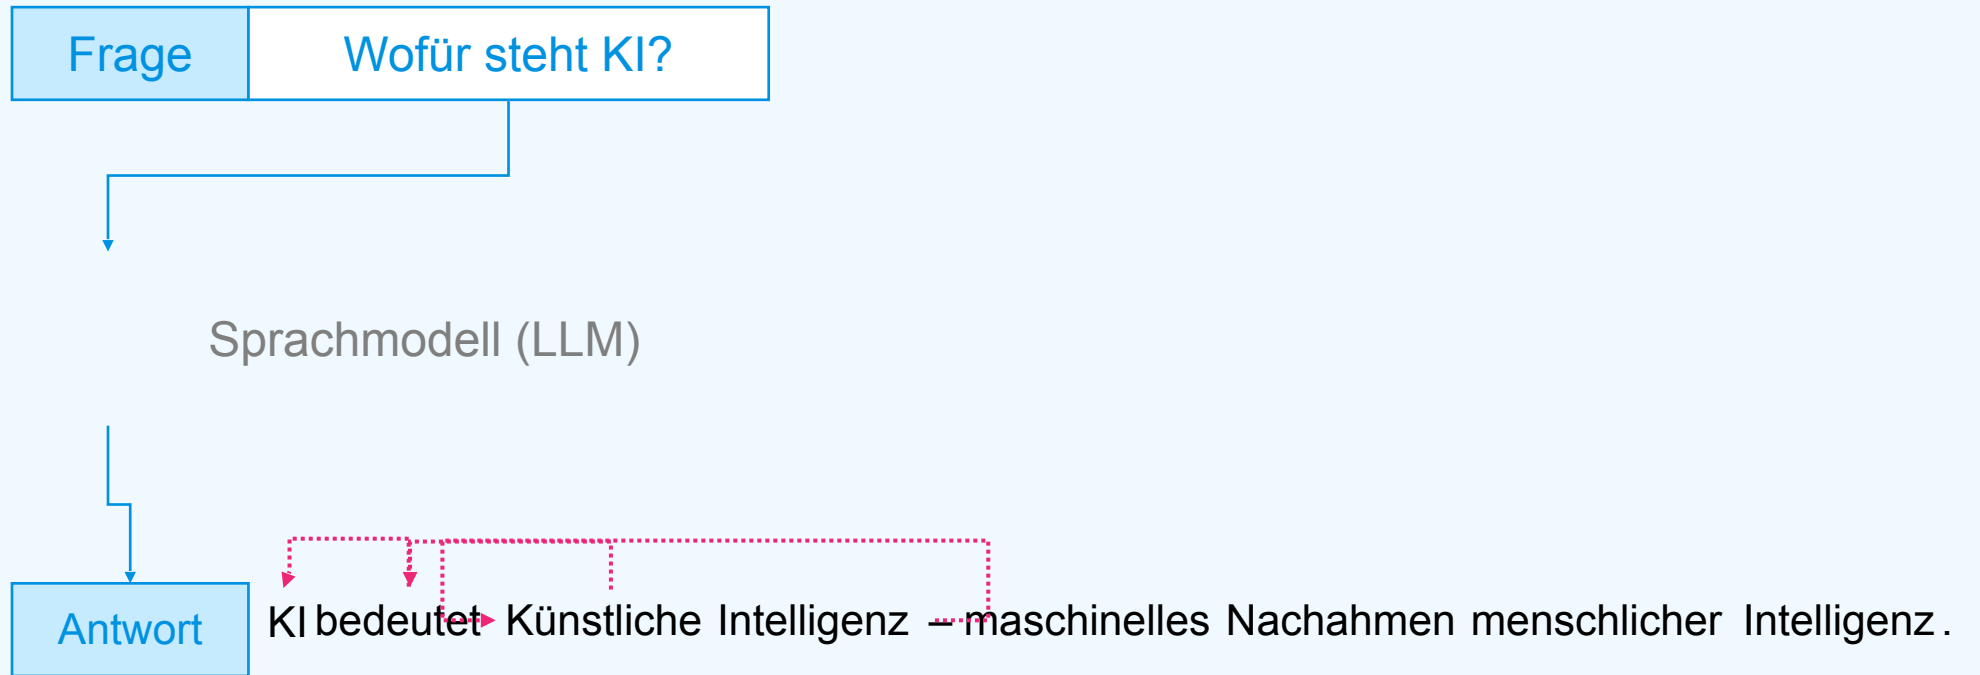 Frage Wofür steht KI?
Sprachmodell (LLM)
Antwort KI bedeutet Künstliche Intelligenz – maschinelles Nachahmen menschlicher Intelligenz.